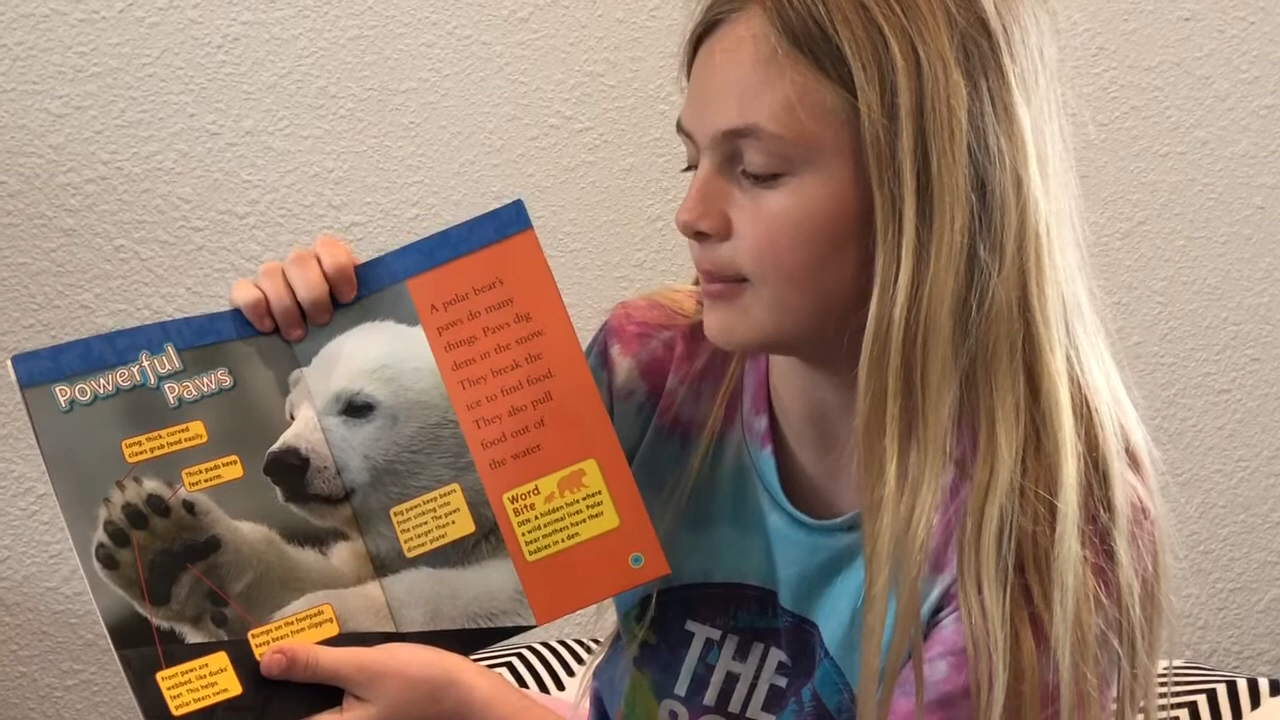 Powerful
Paws
Long, thick, curved
claws grab food easily.
Thick pads keep
feet warm.
Big paws keep bears
from sinking into
the snow. The paws
are larger than a
dinner plate!
Bumps on the footpads
keep bears from slipping
Front paws are
webbed, like ducks'
feet. This helps
polar bears swim.
A polar bear's
paws do many
things. Paws dig
dens in the snow.
They break the
ice to find food.
They also pull
food out of
the water.
Word
Bite
DEN: A hidden hole where
a wild animal lives. Polar
bear mothers have their
babies in a den.
THE